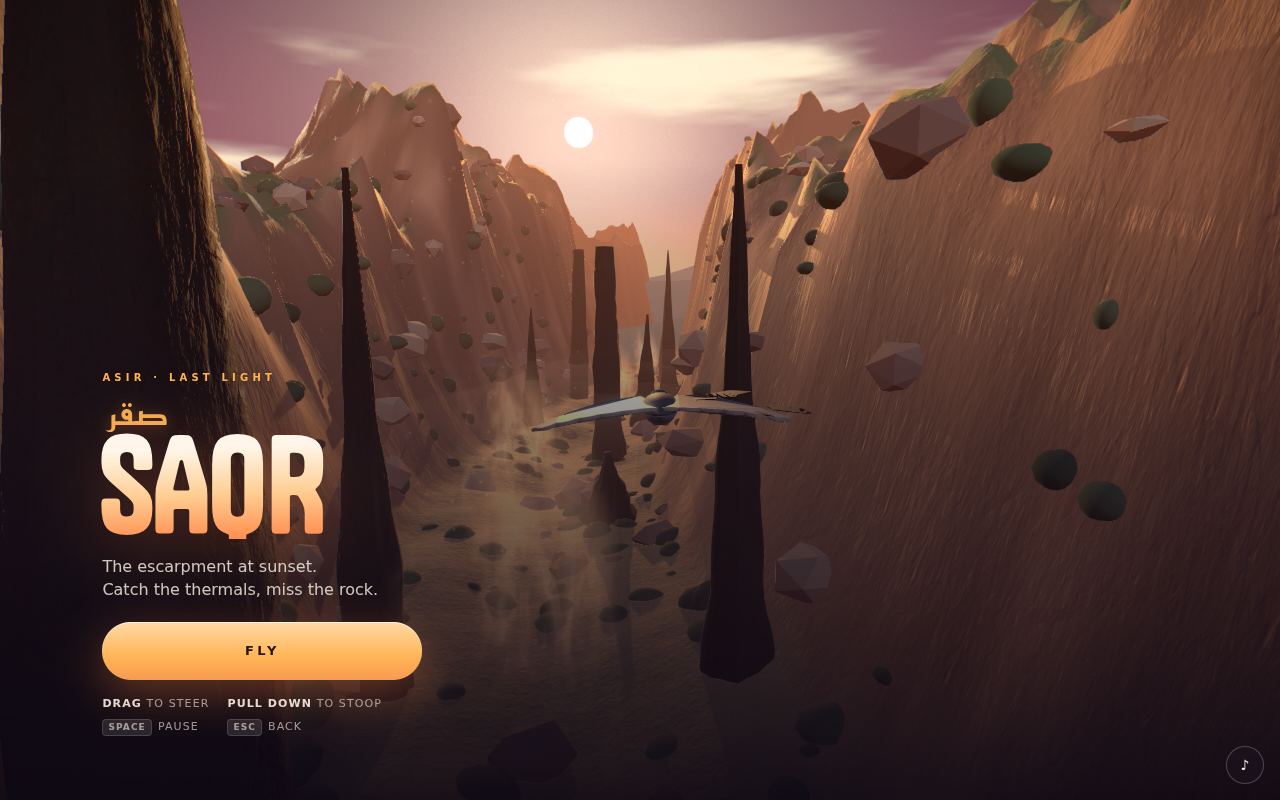 ASIR · LAST LIGHT
صقر
SAQR
The escarpment at sunset.
Catch the thermals, miss the rock.
FLY
DRAG TO STEER PULL DOWN TO STOOP
SPACE PAUSE ESC BACK
♪